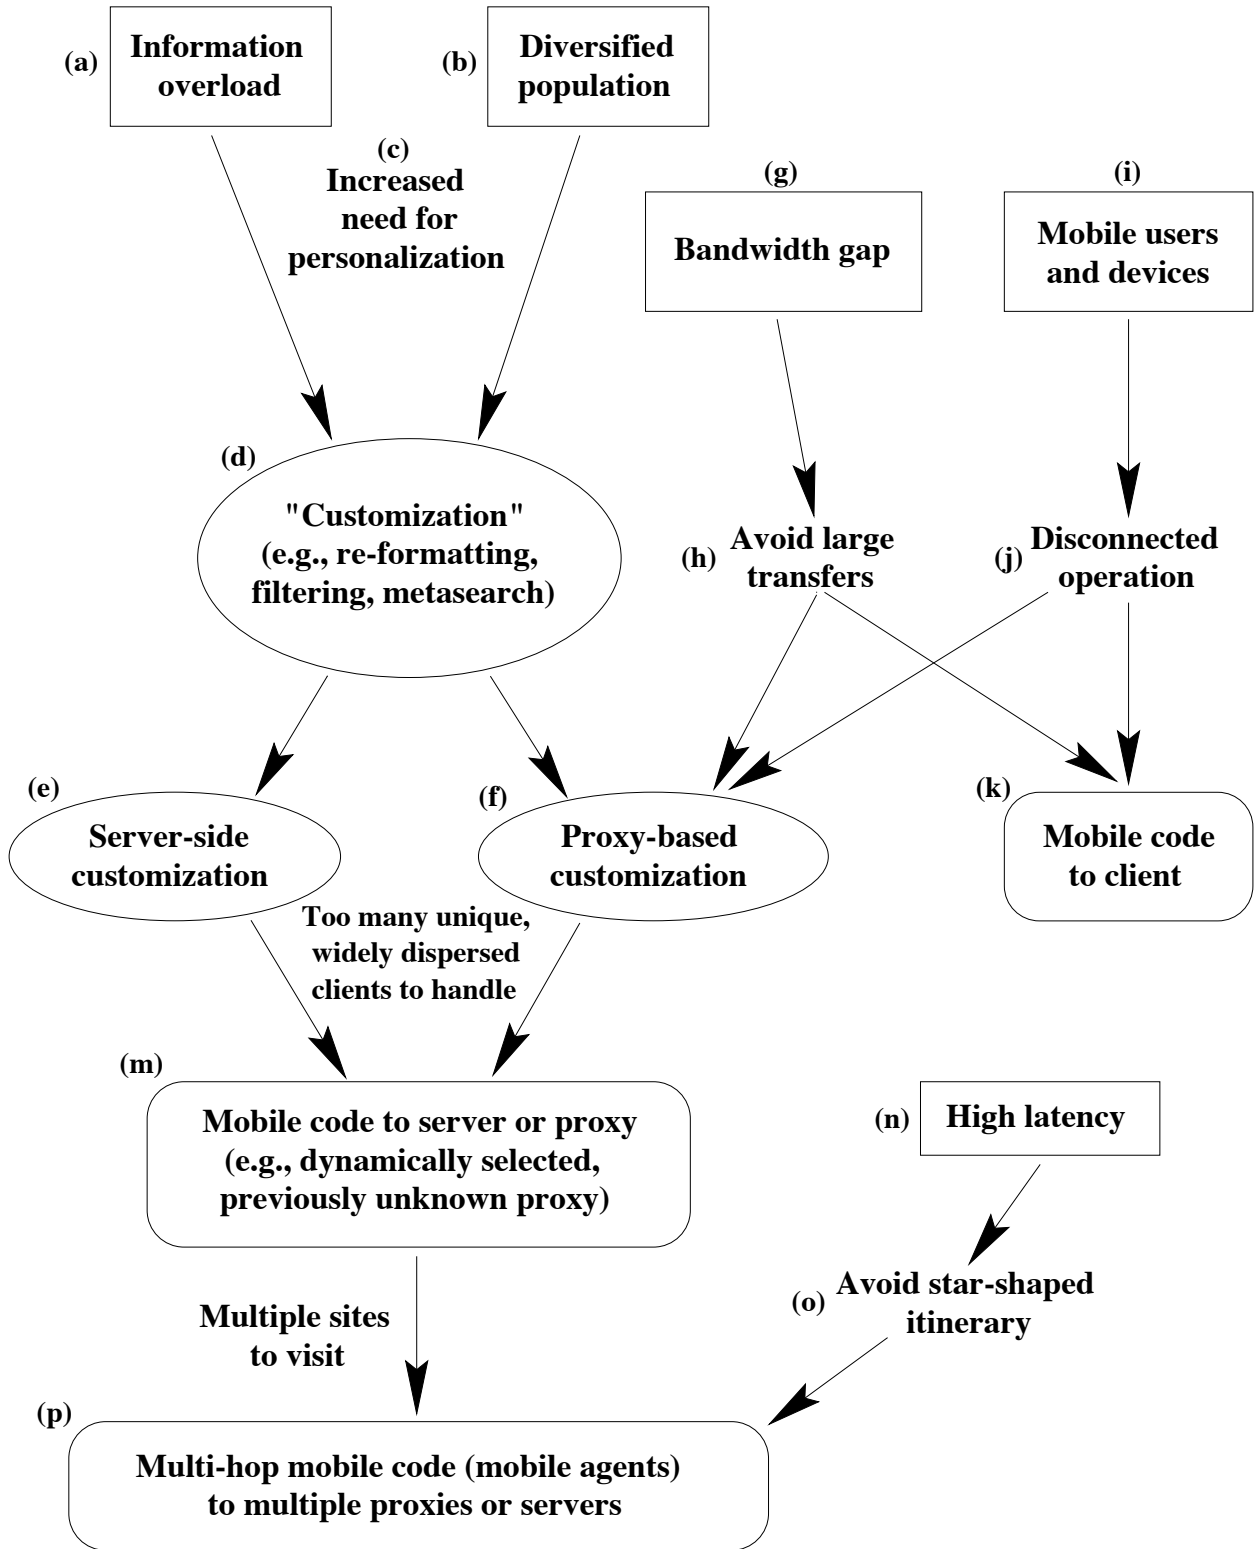 (a)
Information
overload
(b)
Diversified
population
(c)
Increased
need for
personalization
(g)
Bandwidth gap
(i)
Mobile users
and devices
(d)
"Customization"
(e.g., re-formatting,
filtering, metasearch)
(h)
Avoid large
transfers
(j)
Disconnected
operation
(e)
Server-side
customization
(f)
Proxy-based
customization
(k)
Mobile code
to client
Too many unique,
widely dispersed
clients to handle
(m)
Mobile code to server or proxy
(e.g., dynamically selected,
previously unknown proxy)
(n)
High latency
Multiple sites
to visit
(o)
Avoid star-shaped
itinerary
(p)
Multi-hop mobile code (mobile agents)
to multiple proxies or servers